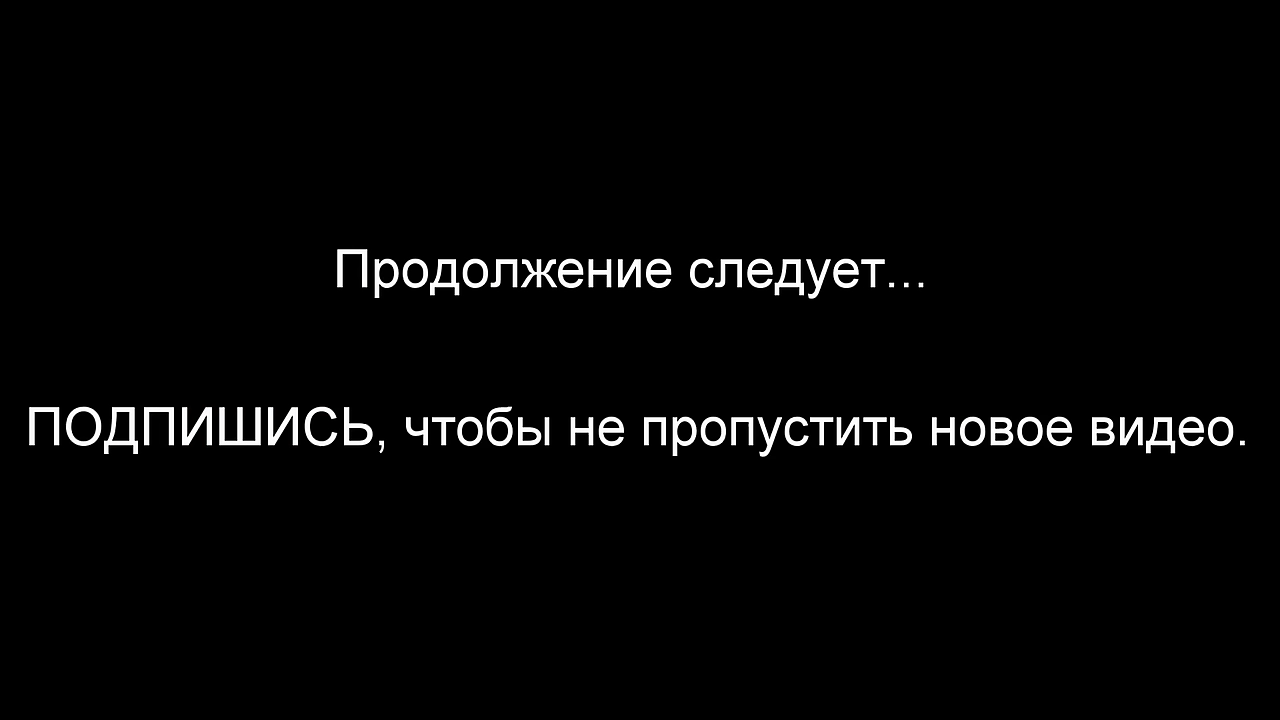 Продолжение следует...
ПОДПИШИСЬ, чтобы не пропустить новое видео.